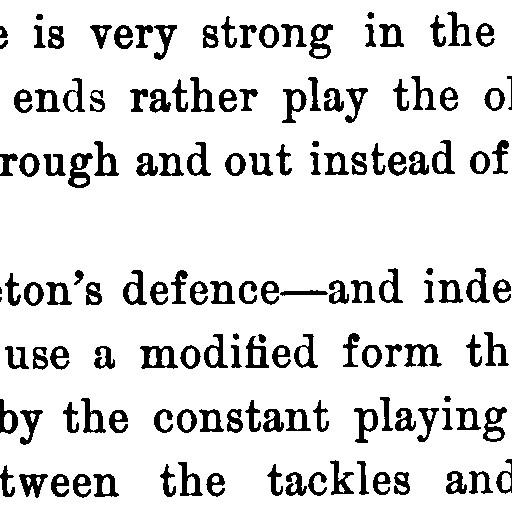 e is very strong in the
ends rather play the ol
rough and out instead of
eton's defence—and inde
use a modified form th
by the constant playing
tween the tackles and